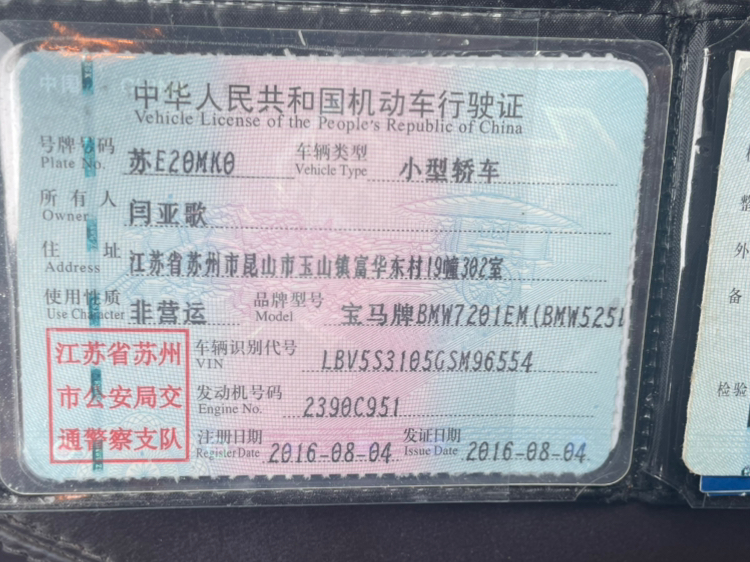 中华人民共和国机动车行驶证
Vehicle License of the People's Republic of China
号牌号码 苏E20MK0 车辆类型 小型轿车
Plate No. Vehicle Type
所有人 闫亚歌
Owner
住址 江苏省苏州市昆山市玉山镇富华东村19幢302室
Address
使用性质 非营运 品牌型号 宝马牌BMW7201EM(BMW525L
Use Character Model
江苏省苏州
市公安局交
通警察支队
车辆识别代号 LBV5S3105GSM96554
VIN
发动机号码 2390C951
Engine No.
注册日期 2016-08-04 发证日期 2016-08-04
Register Date Issue Date
整
外
备
检验